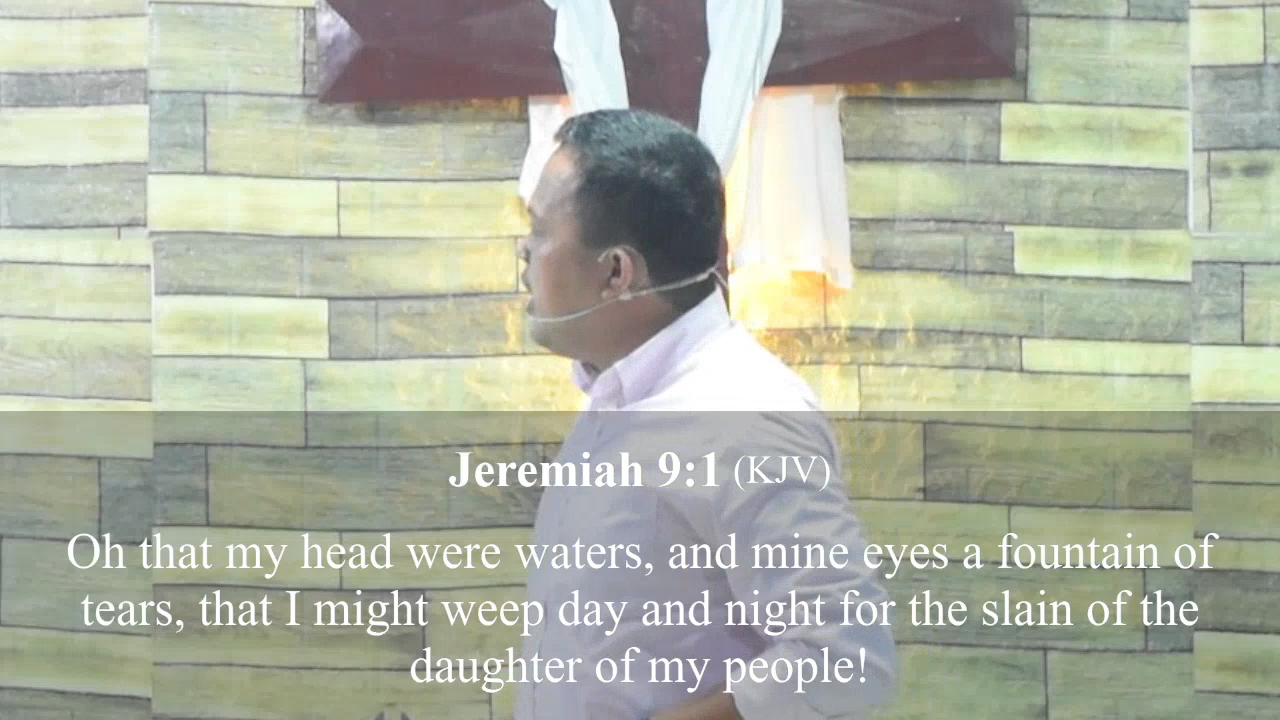 Jeremiah 9:1 (KJV)
Oh that my head were waters, and mine eyes a fountain of
tears, that I might weep day and night for the slain of the
daughter of my people!